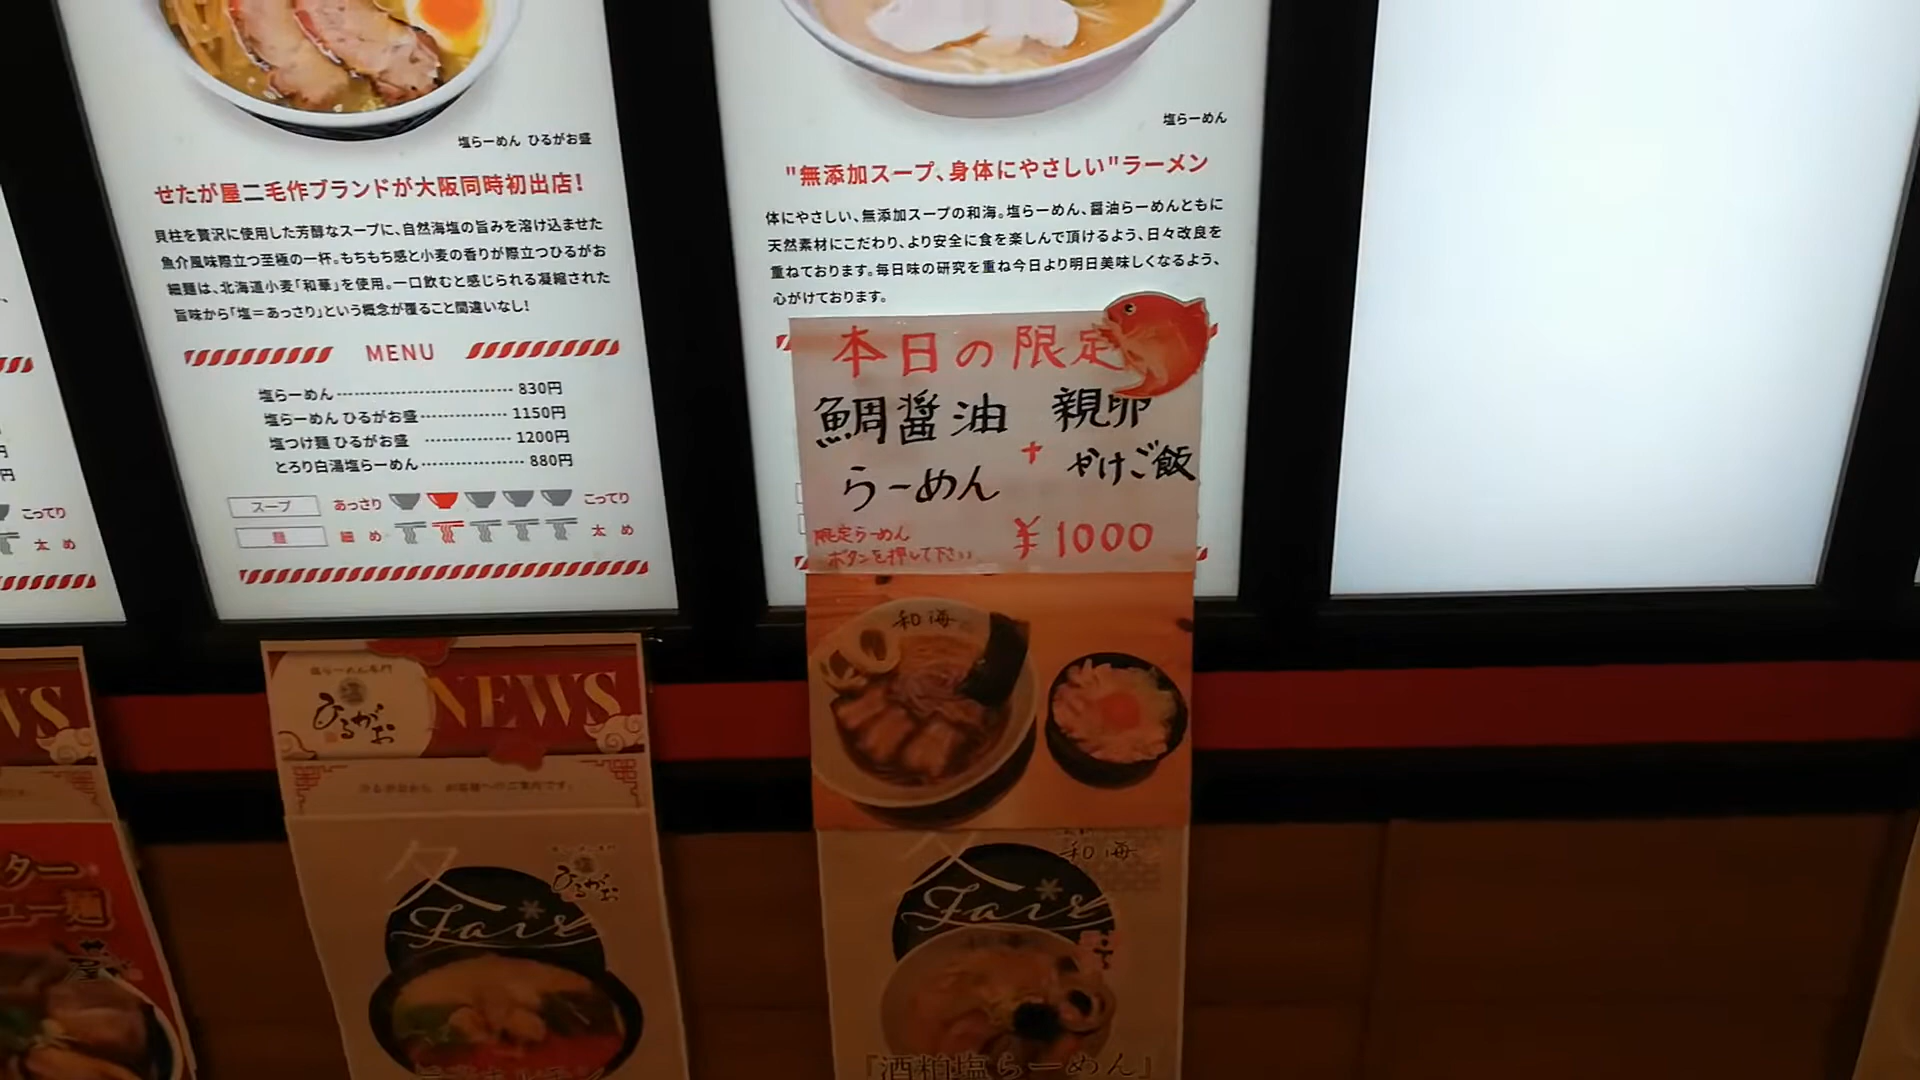 塩らーめん ひるがお盛
せたが屋二毛作ブランドが大阪同時初出店!
貝柱を贅沢に使用した芳醇なスープに、自然海塩の旨みを溶け込ませた
魚介風味際立つ至極の一杯。もちもち感と小麦の香りが際立つひるがお
細麺は、北海道小麦「和華」を使用。一口飲むと感じられる凝縮された
旨味から「塩=あっさり」という概念が覆ること間違いなし!
MENU
塩らーめん 830円
塩らーめん ひるがお盛 1150円
塩つけ麺 ひるがお盛 1200円
とろり白湯塩らーめん 880円
スープ あっさり こってり
麺 細め 太め
塩らーめん
"無添加スープ、身体にやさしい"ラーメン
体にやさしい、無添加スープの和海。塩らーめん、醤油らーめんともに
天然素材にこだわり、より安全に食を楽しんで頂けるよう、日々改良を
重ねております。毎日味の研究を重ね今日より明日美味しくなるよう、
心がけております。
本日の限定
鯛醤油
らーめん
+
親卵
かけご飯
限定らーめん
ボタンを押して下さい
¥1000
和海
こってり
太め
円
円
WS
ひるがお
NEWS
冬
Fair
ひるがお
冬
Fair
和海
「酒粕塩らーめん」
ター
ュー麺